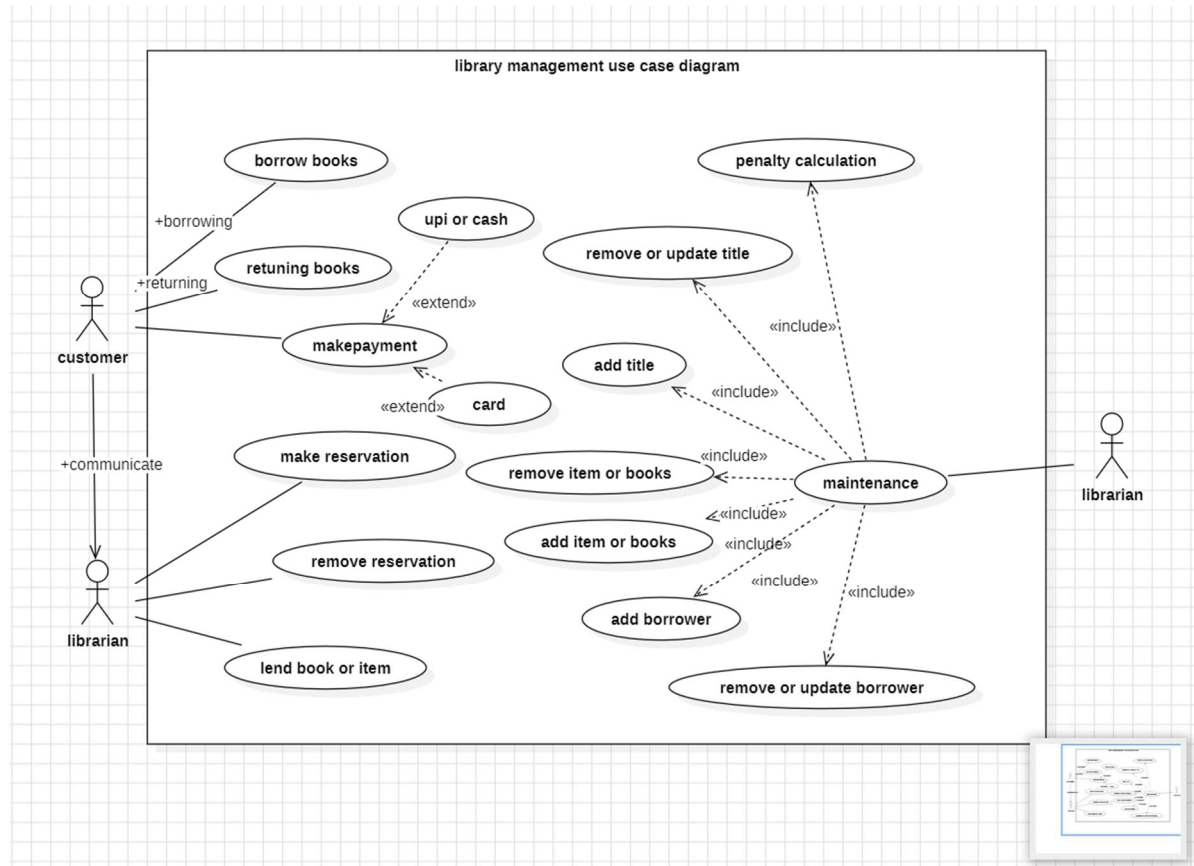 library management use case diagram
borrow books
penalty calculation
+borrowing
upi or cash
remove or update title
retuning books
+returning
«extend»
«include»
makepayment
customer
add title
«include»
card
«extend»
make reservation
+communicate
«include»
remove item or books
maintenance
librarian
«include»
add item or books
«include»
remove reservation
«include»
«include»
add borrower
librarian
lend book or item
remove or update borrower